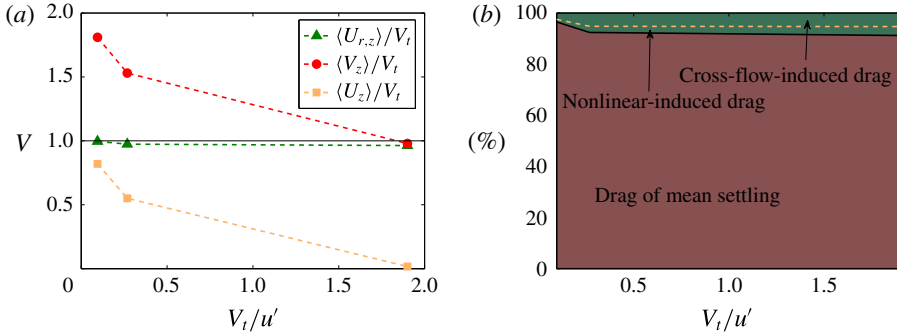 (a)
2.0
1.5
1.0
0.5
0
0.5
1.0
1.5
2.0
V
V_t/u′
⟨U_{r,z}⟩/V_t
⟨V_z⟩/V_t
⟨U_z⟩/V_t
(b)
100
80
60
40
20
0
0.5
1.0
1.5
(%)
V_t/u′
Cross-flow-induced drag
Nonlinear-induced drag
Drag of mean settling